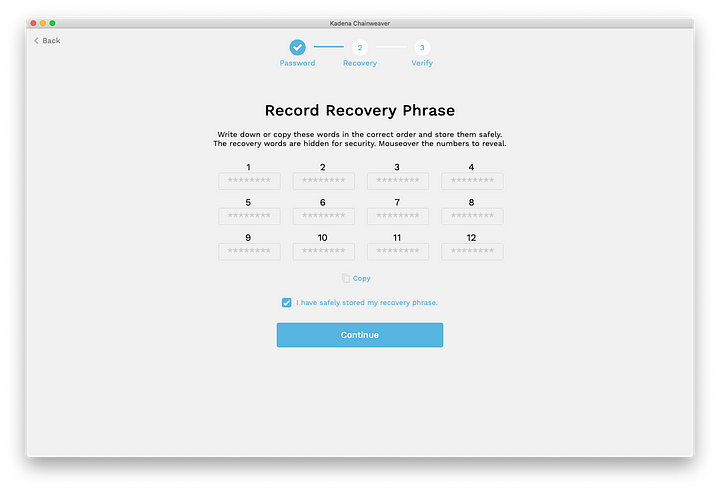 Kadena Chainweaver
Back
2 3
Password Recovery Verify
Record Recovery Phrase
Write down or copy these words in the correct order and store them safely.
The recovery words are hidden for security. Mouseover the numbers to reveal.
1 2 3 4
******** ******** ******** ********
5 6 7 8
******** ******** ******** ********
9 10 11 12
******** ******** ******** ********
Copy
I have safely stored my recovery phrase.
Continue